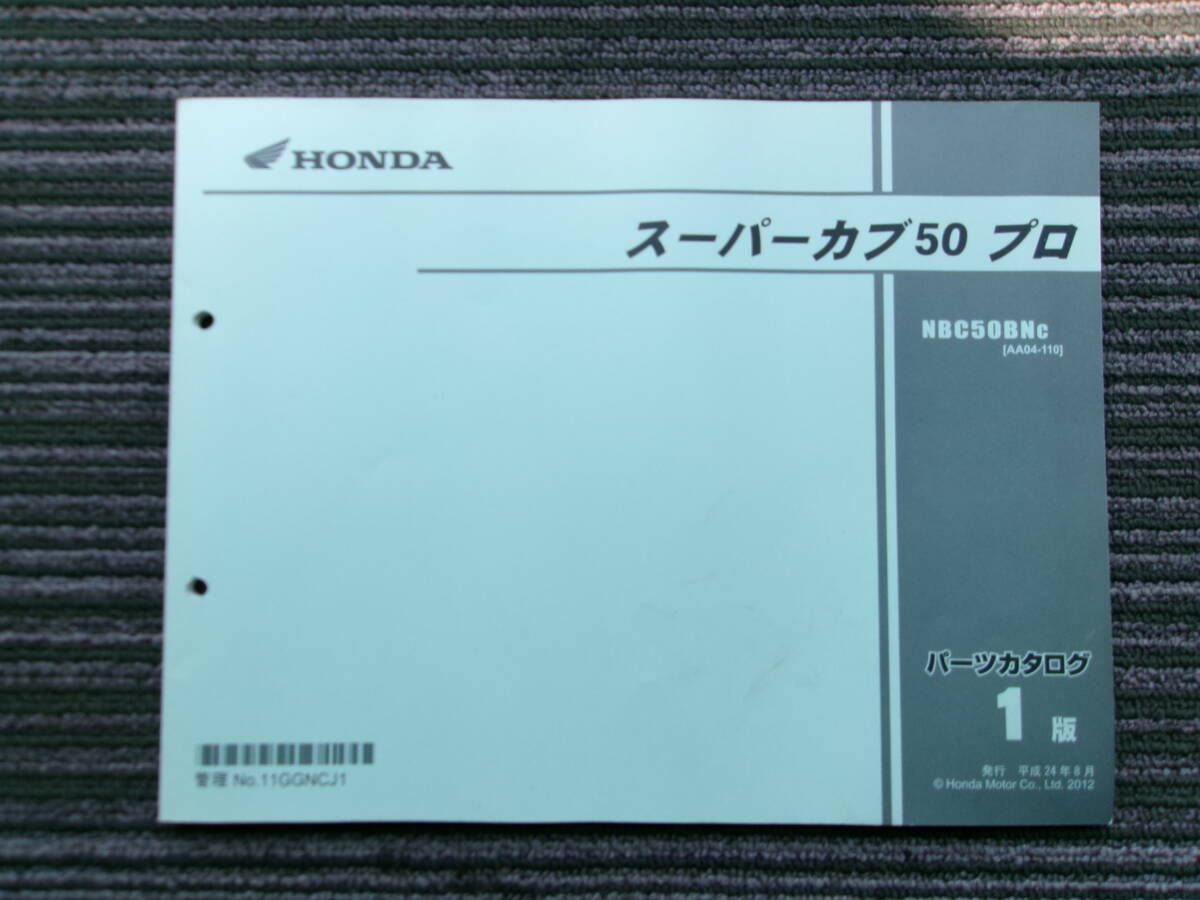 HONDA
スーパーカブ50 プロ
NBC50BNC
[AA04-110]
パーツカタログ
1 版
管理 No.11GGNCJ1
発行 平成24年8月
© Honda Motor Co., Ltd. 2012